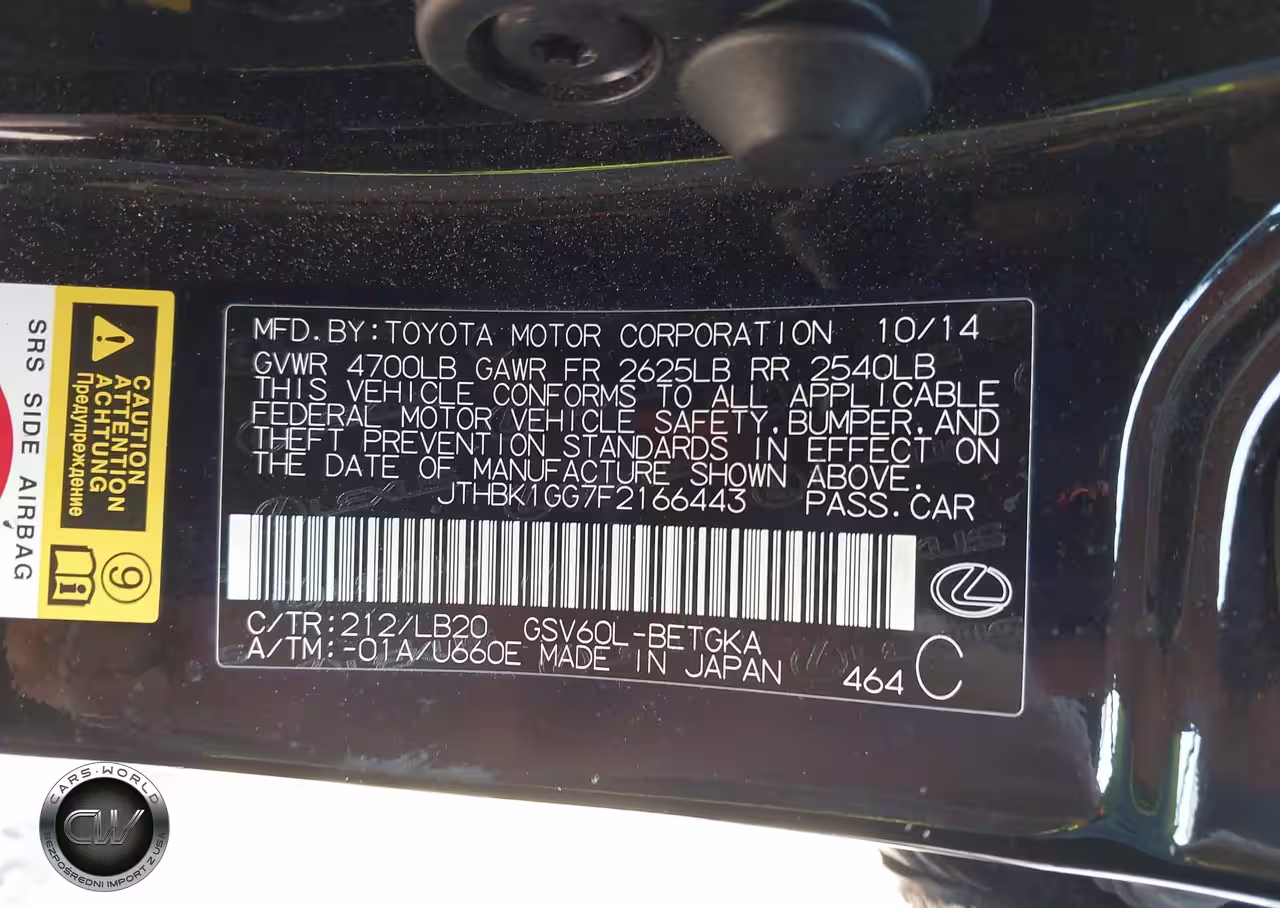 MFD. BY: TOYOTA MOTOR CORPORATION 10/14
GVWR 4700LB GAWR FR 2625LB RR 2540LB
THIS VEHICLE CONFORMS TO ALL APPLICABLE
FEDERAL MOTOR VEHICLE SAFETY, BUMPER, AND
THEFT PREVENTION STANDARDS IN EFFECT ON
THE DATE OF MANUFACTURE SHOWN ABOVE.
JTHBK1GG7F2166443 PASS. CAR
C/TR: 212/LB20 GSV60L-BETGKA
A/TM: -01A/U660E MADE IN JAPAN
464 C
CAUTION
ATTENTION
ACHTUNG
Предупреждение
9
SRS SIDE AIRBAG
CARS-WORLD
CW
BEZPOŚREDNI IMPORT Z USA